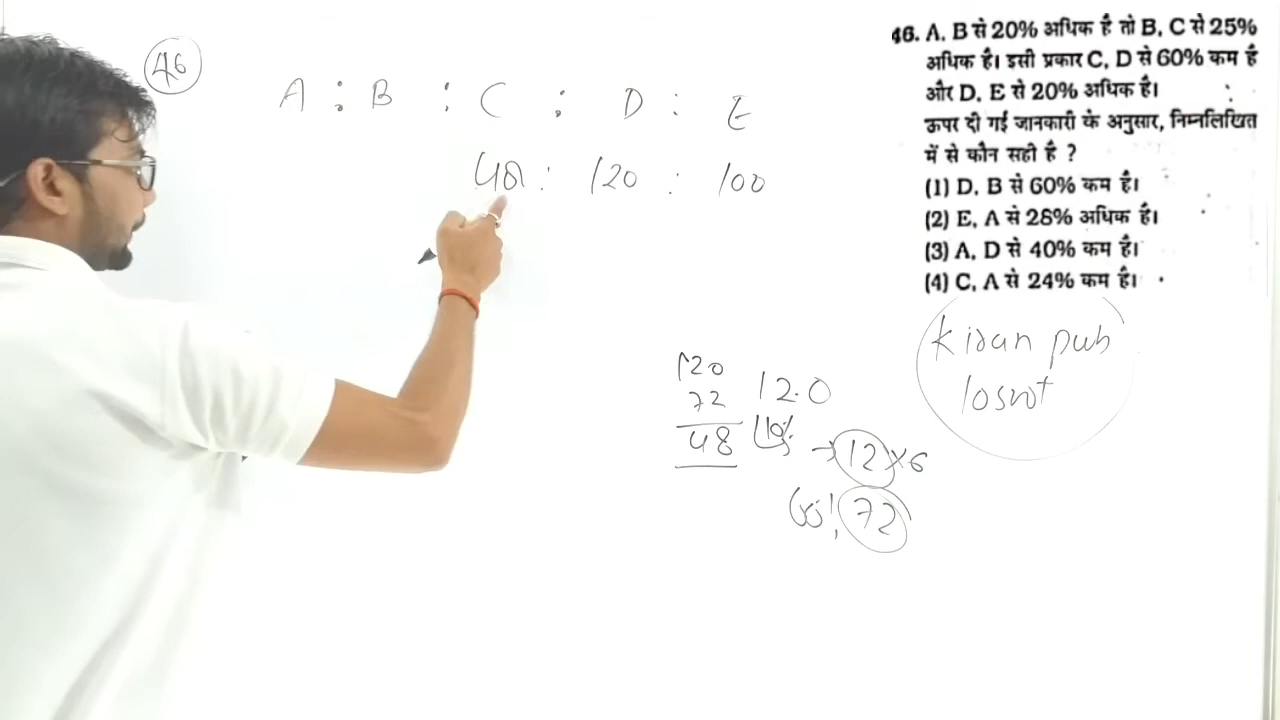 46
A : B : C : D : E
48 : 120 : 100
120
72
48
12.0
10%
→ 12 × 6
60% 72
46. A, B से 20% अधिक है तो B, C से 25%
अधिक है। इसी प्रकार C, D से 60% कम है
और D, E से 20% अधिक है।
ऊपर दी गई जानकारी के अनुसार, निम्नलिखित
में से कौन सही है ?
(1) D, B से 60% कम है।
(2) E, A से 28% अधिक है।
(3) A, D से 40% कम है।
(4) C, A से 24% कम है।
kiran pub